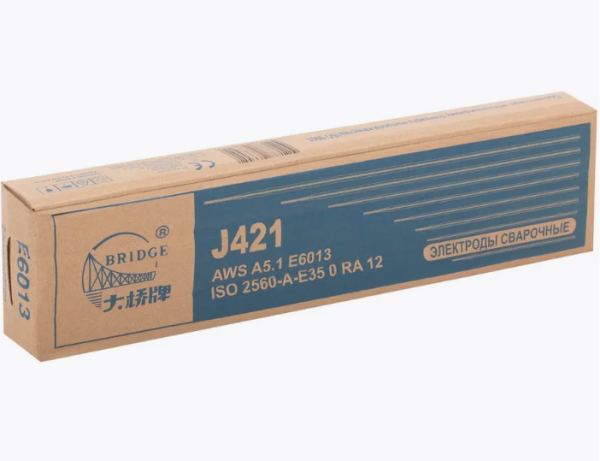 BRIDGE
®
大桥牌
J421
AWS A5.1 E6013
ISO 2560-A-E35 0 RA 12
ЭЛЕКТРОДЫ СВАРОЧНЫЕ
E6013
CE